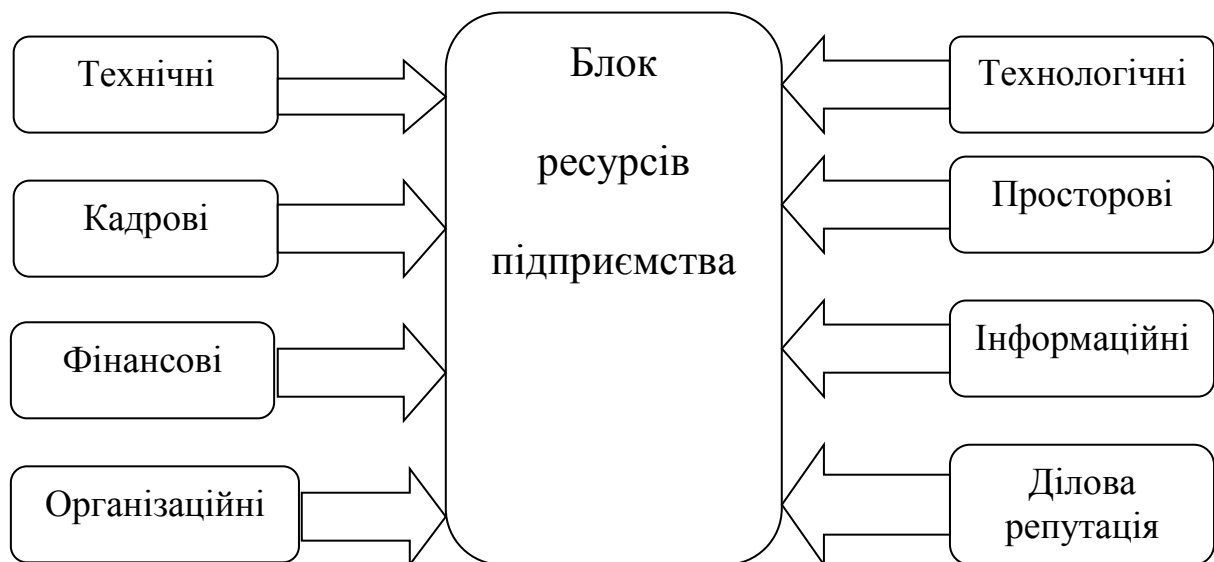 Технічні
Кадрові
Фінансові
Організаційні
Блок
ресурсів
підприємства
Технологічні
Просторові
Інформаційні
Ділова
репутація